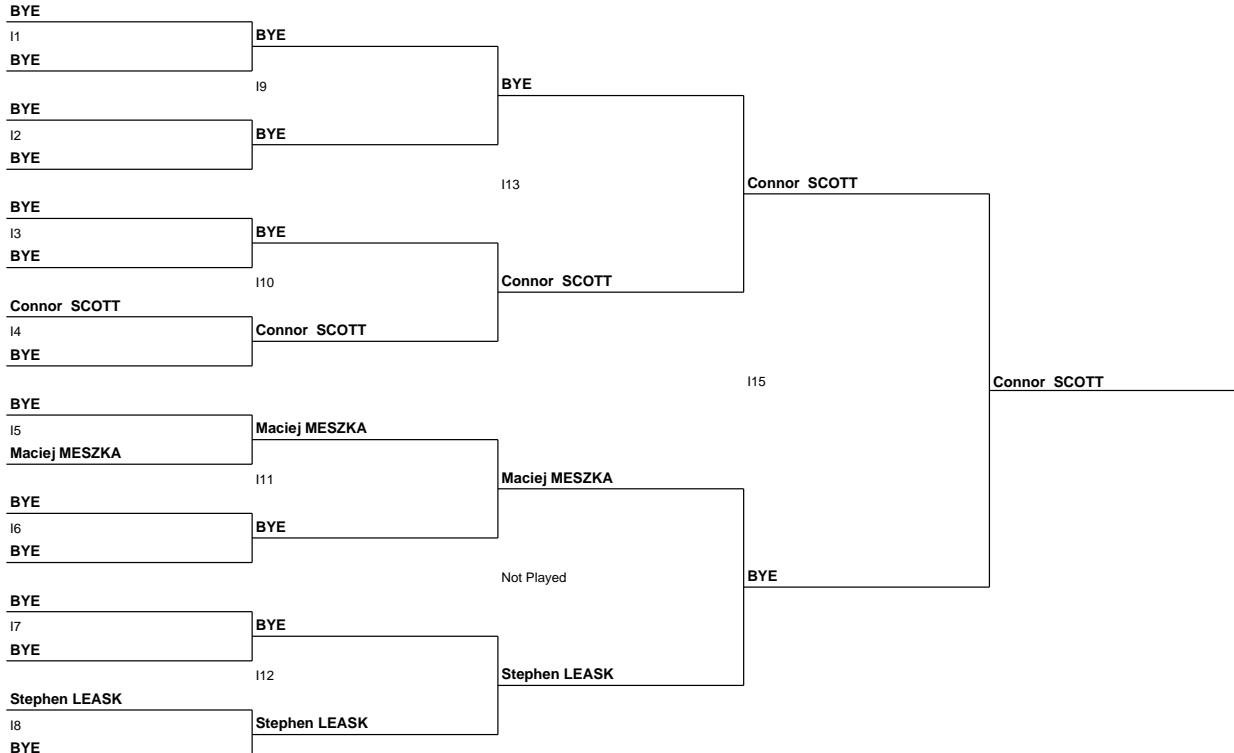 BYE
I1
BYE
BYE
I9
BYE
BYE
I2
BYE
BYE
I13
Connor SCOTT
BYE
I3
BYE
BYE
I10
Connor SCOTT
Connor SCOTT
I4
Connor SCOTT
BYE
I15
Connor SCOTT
BYE
I5
Maciej MESZKA
Maciej MESZKA
I11
Maciej MESZKA
BYE
I6
BYE
BYE
Not Played
BYE
BYE
I7
BYE
BYE
I12
Stephen LEASK
Stephen LEASK
I8
Stephen LEASK
BYE